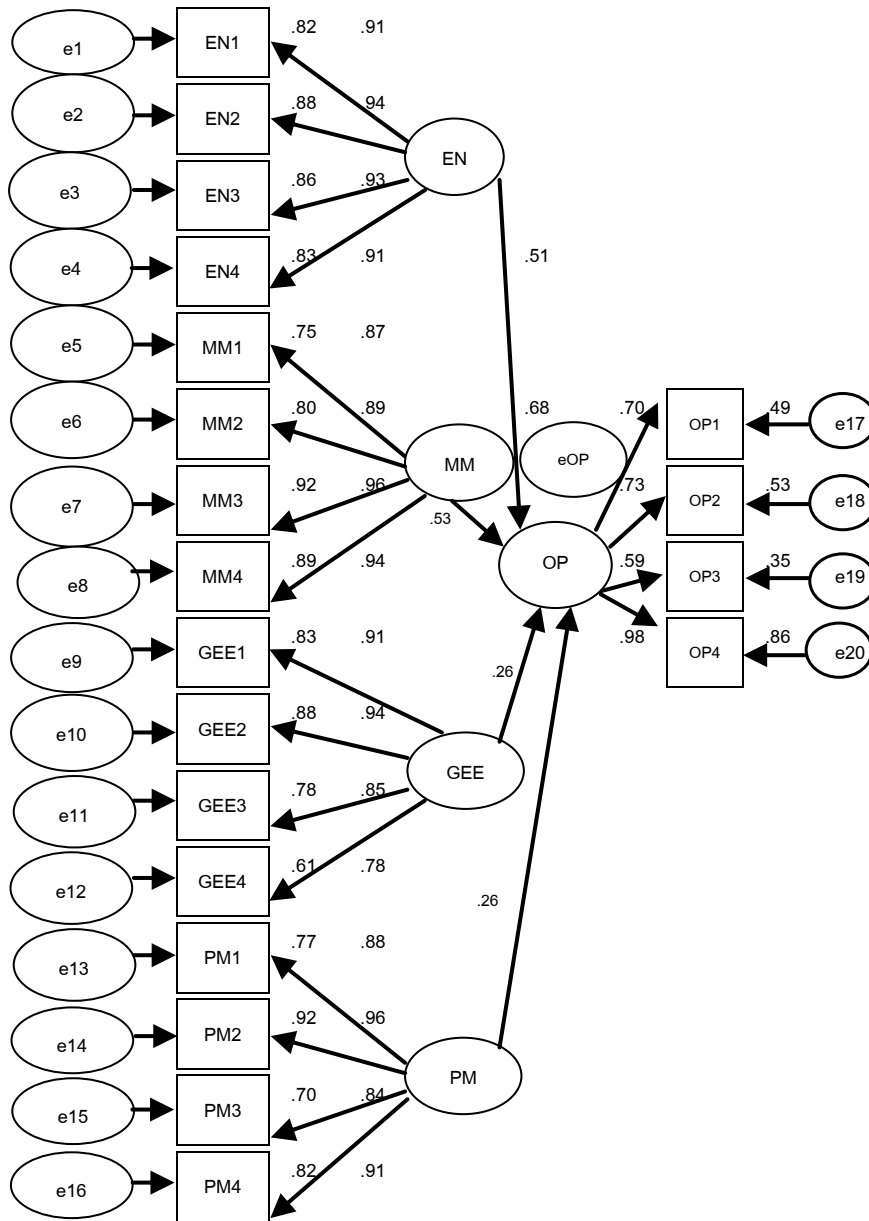 e1 EN1 .82 .91
e2 EN2 .88 .94
EN
e3 EN3 .86 .93
e4 EN4 .83 .91 .51
e5 MM1 .75 .87
e6 MM2 .80 .89 .68 .70 OP1 .49 e17
MM eOP
e7 MM3 .92 .96 .73 OP2 .53 e18
.53
e8 MM4 .89 .94 OP .59 OP3 .35 e19
e9 GEE1 .83 .91 .98 OP4 .86 e20
.26
e10 GEE2 .88 .94
GEE
e11 GEE3 .78 .85
e12 GEE4 .61 .78
.26
e13 PM1 .77 .88
e14 PM2 .92 .96
PM
e15 PM3 .70 .84
e16 PM4 .82 .91